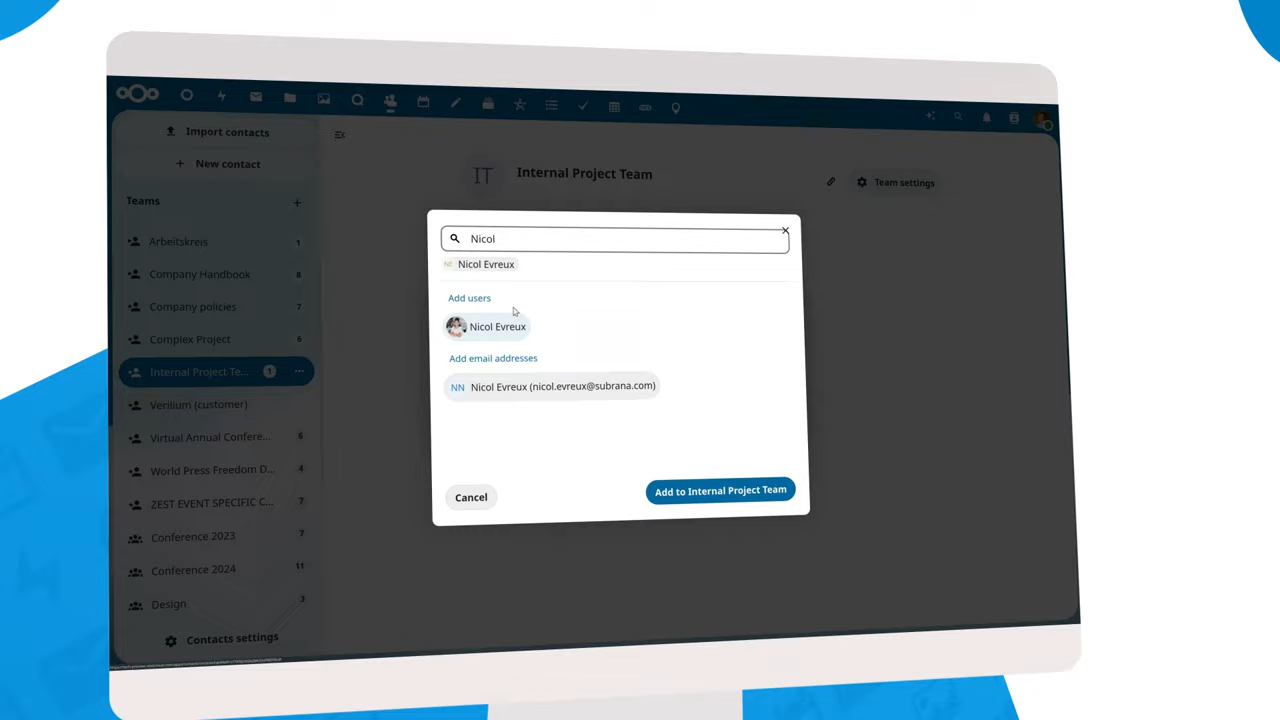 Import contacts
+ New contact
Teams +
Arbeitskreis 1
Company Handbook 8
Company policies 7
Complex Project 6
Internal Project Te... 1 ...
Verilium (customer)
Virtual Annual Confere... 6
World Press Freedom D... 4
ZEST EVENT SPECIFIC C... 7
Conference 2023 7
Conference 2024 11
Design 3
Contacts settings
IT Internal Project Team
Team settings
Nicol
NE Nicol Evreux
Add users
Nicol Evreux
Add email addresses
NN Nicol Evreux (nicol.evreux@subrana.com)
Cancel
Add to Internal Project Team